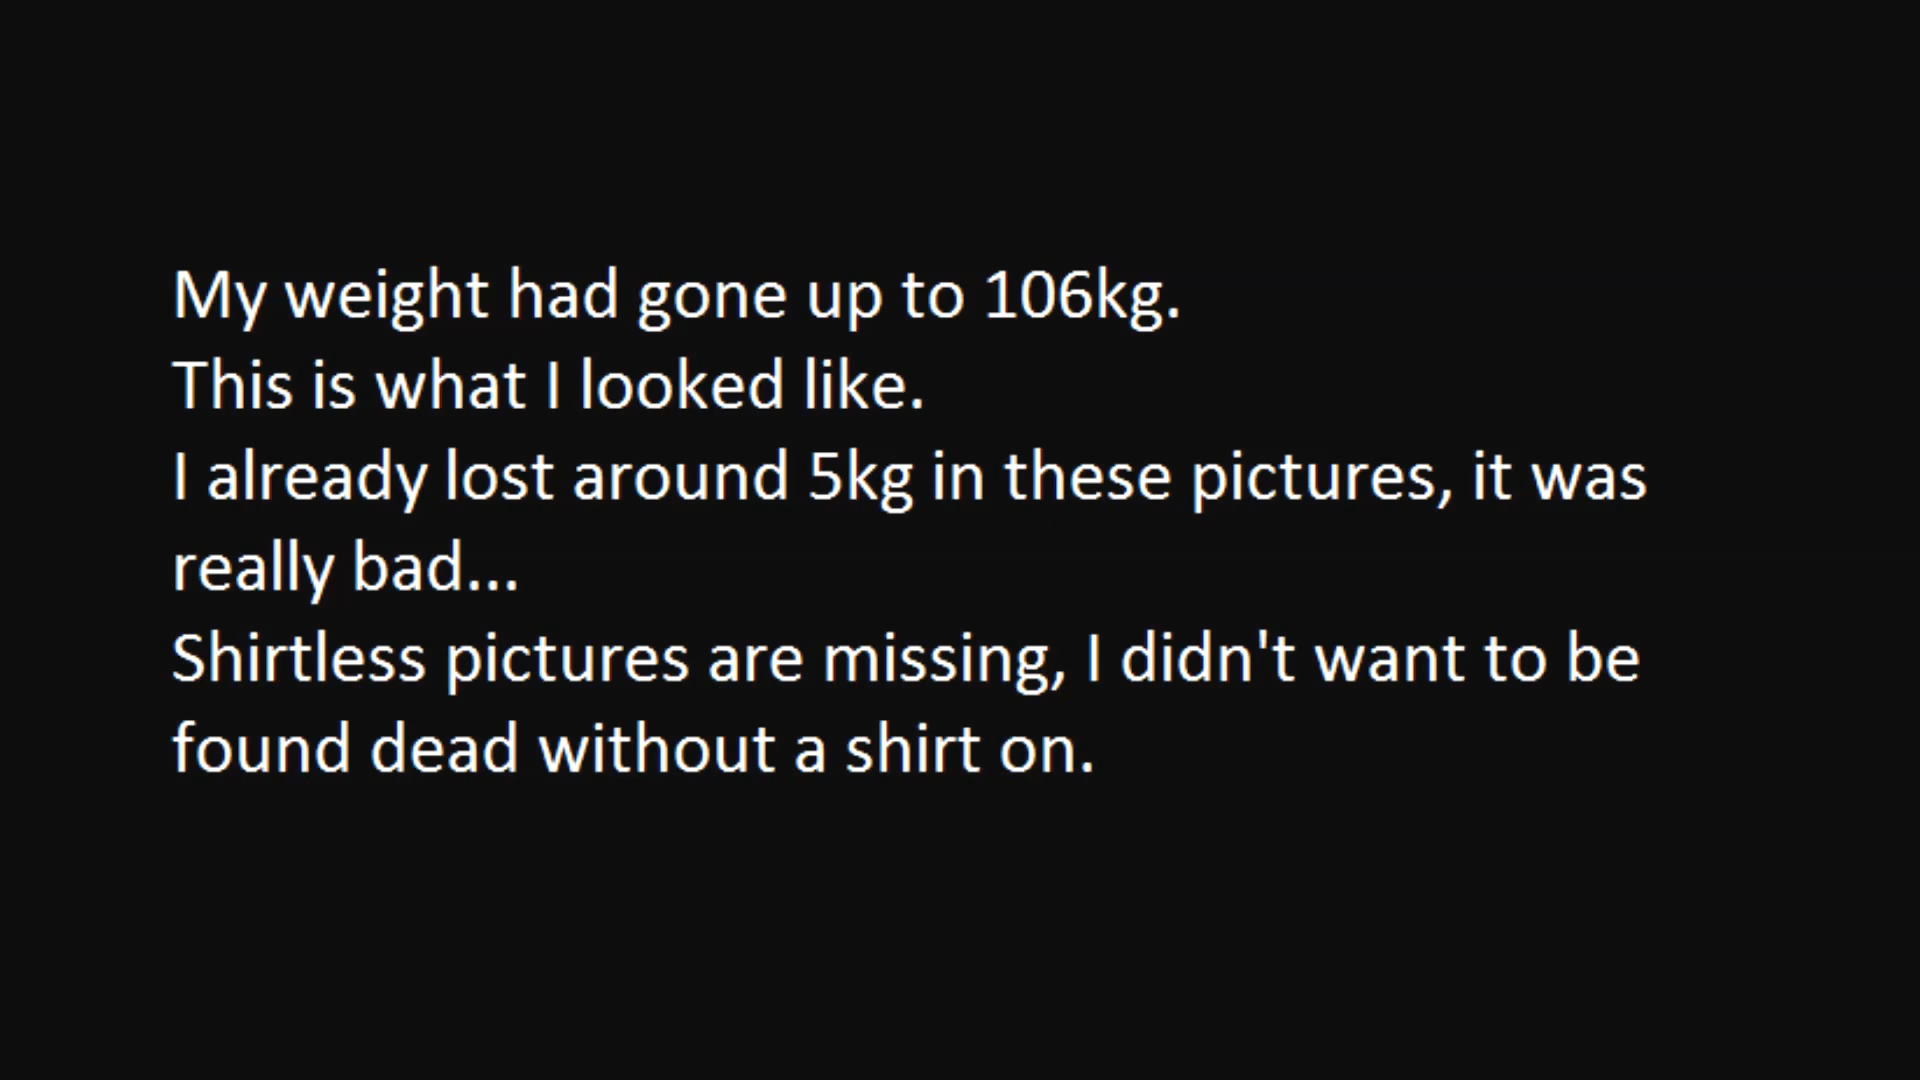 My weight had gone up to 106kg.
This is what I looked like.
I already lost around 5kg in these pictures, it was
really bad...
Shirtless pictures are missing, I didn't want to be
found dead without a shirt on.